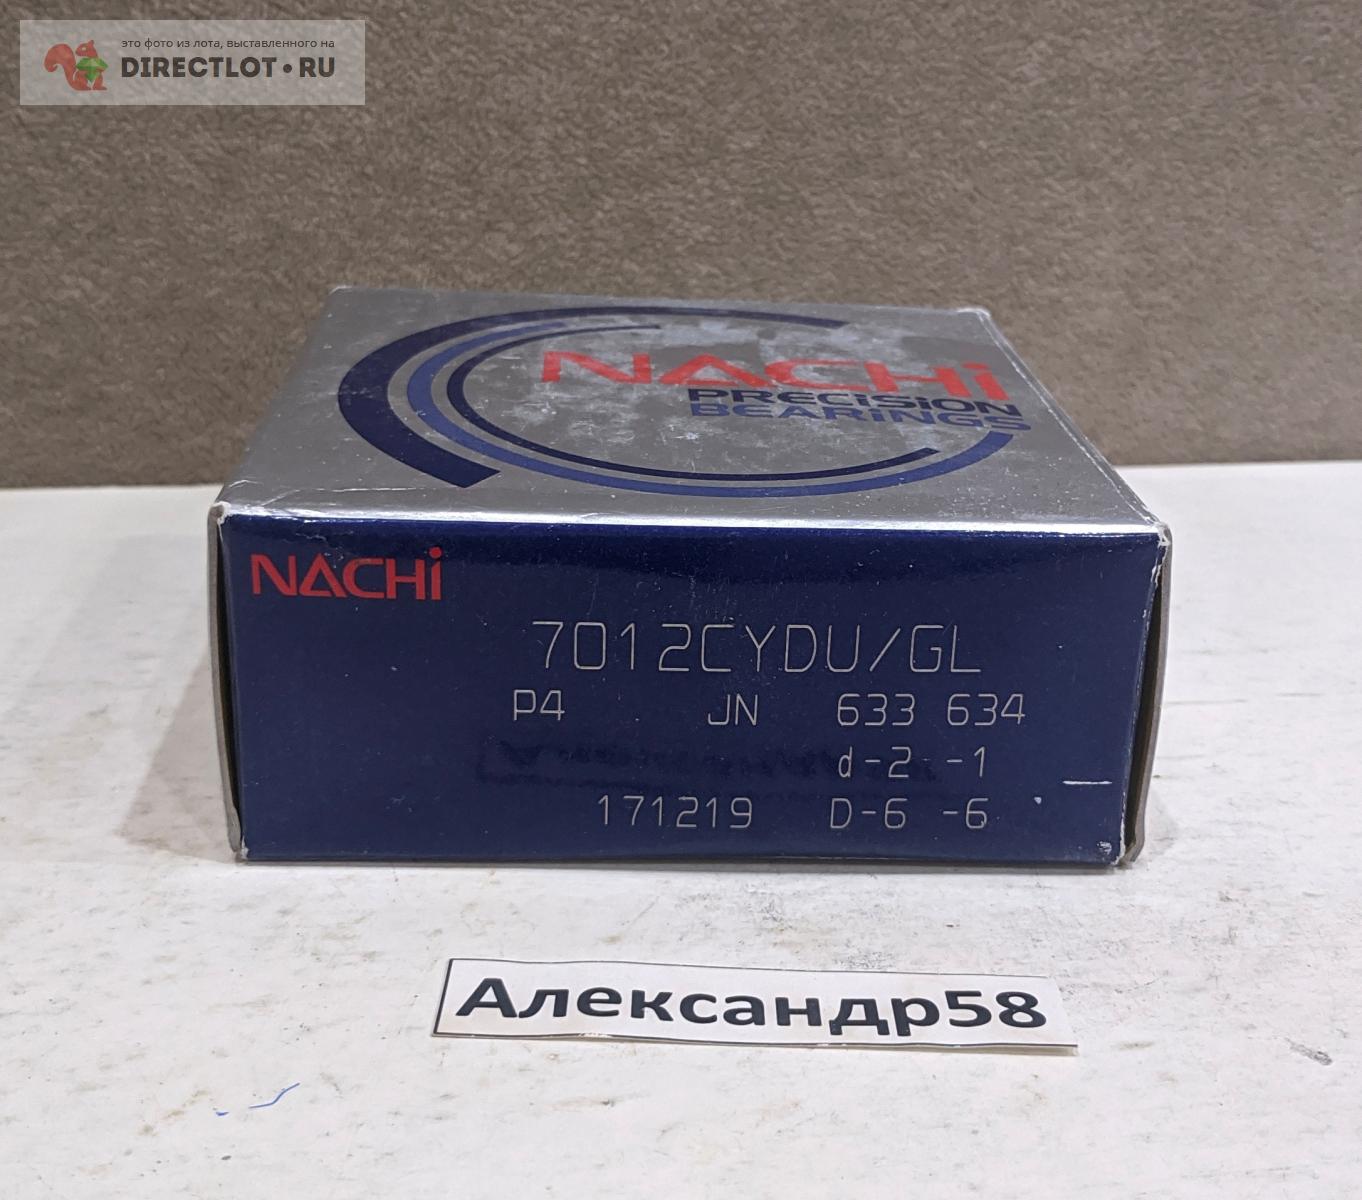 это фото из лота, выставленного на
DIRECTLOT•RU
NACHi
PRECiSiON
BEARiNGS
NACHi
7012CYDU/GL
P4 JN 633 634
d-2 -1
171219 D-6 -6
Александр58